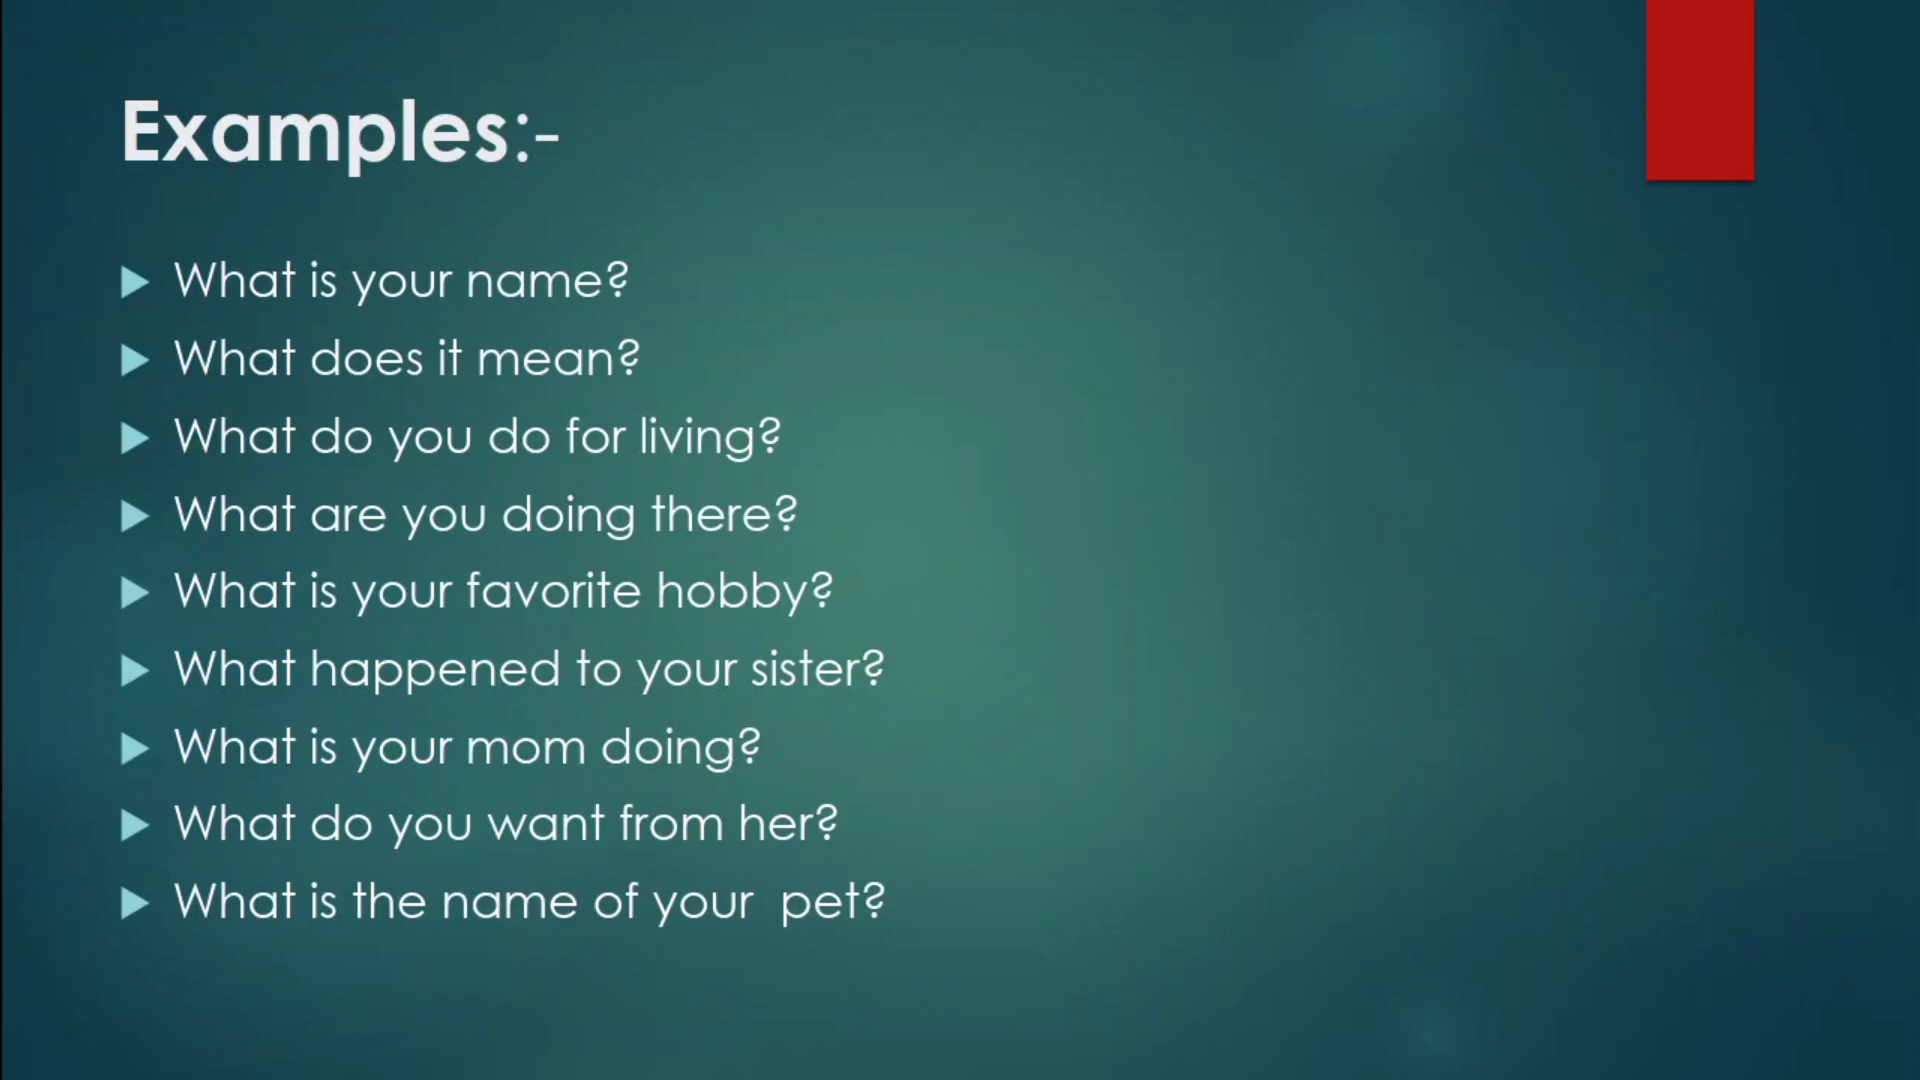 Examples:-
What is your name?
What does it mean?
What do you do for living?
What are you doing there?
What is your favorite hobby?
What happened to your sister?
What is your mom doing?
What do you want from her?
What is the name of your  pet?